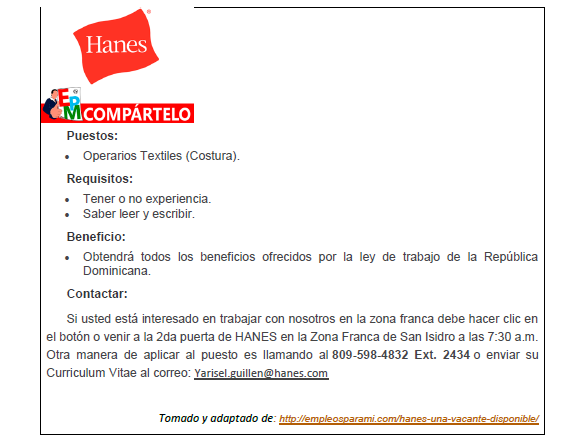 Hanes
EPM
COMPÁRTELO
Puestos:
• Operarios Textiles (Costura).
Requisitos:
• Tener o no experiencia.
• Saber leer y escribir.
Beneficio:
• Obtendrá todos los beneficios ofrecidos por la ley de trabajo de la República
Dominicana.
Contactar:
Si usted está interesado en trabajar con nosotros en la zona franca debe hacer clic en
el botón o venir a la 2da puerta de HANES en la Zona Franca de San Isidro a las 7:30 a.m.
Otra manera de aplicar al puesto es llamando al 809-598-4832 Ext. 2434 o enviar su
Curriculum Vitae al correo: Yarisel.guillen@hanes.com
Tomado y adaptado de: http://empleosparami.com/hanes-una-vacante-disponible/